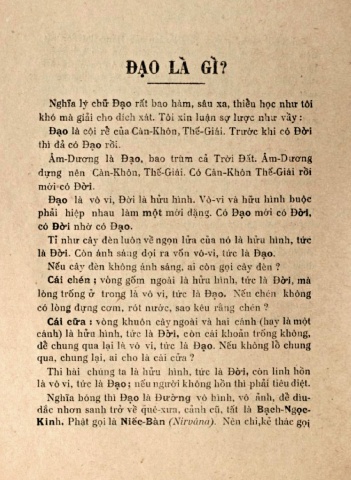 ĐẠO LÀ GÌ?
Nghĩa lý chữ Đạo rất bao hàm, sâu xa, thiểu học như tôi
khó mà giải cho đích xát. Tôi xin luận sợ lược như vầy:
Đạo là cội rễ của Càn-Khôn, Thế-Giái. Trước khi có Đời
thì đã có Đạo rồi.
Âm-Dương là Đạo, bao trùm cả Trời Đất. Âm-Dương
dựng nên Càn-Khôn, Thế-Giái. Có Càn-Khôn Thế-Giái rồi
mới có Đời.
Đạo là vô vi, Đời là hửu hình. Vô-vi và hửu hình buộc
phải hiệp nhau làm một mới đặng. Có Đạo mới có Đời,
có Đời nhờ có Đạo.
Tỉ như cây đèn luôn về ngọn lửa của nó là hửu hình, tức
là Đời. Còn ánh sáng dọi ra vốn vô-vi, tức là Đạo.
Nếu cây đèn không ánh sáng, ai còn gọi cây đèn ?
Cái chén ; vòng gốm ngoài là hửu hình, tức là Đời, mà
lòng trống ở trong là vô vi, tức là Đạo. Nếu chén không
có lòng đựng cơm, rót nước, sao kêu rằng chén ?
Cái cửa : vòng khuôn cây ngoài và hai cánh (hay là một
cánh) là hửu hình, tức là Đời, còn cái khoản trống không,
để chung qua lại là vô-vi, tức là Đạo. Nếu không lỗ chung
qua, chung lại, ai cho là cái cửa ?
Thi hài chúng ta là hửu hình, tức là Đời, còn linh hồn
là vô-vi, tức là Đạo; nếu người không hồn thì phải tiêu diệt.
Nghĩa bóng thì Đạo là Đường vô hình, vô ảnh, để dìu-
dắc nhơn sanh trở về quê-xưa, cảnh cũ, tất là Bạch-Ngọc-
Kinh. Phật gọi là Niếc-Bàn (Nirvâna). Nên chi,kẻ thác gọi